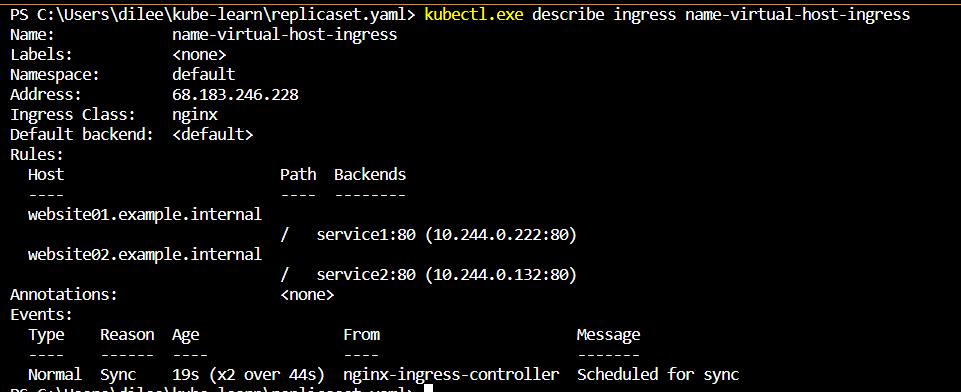 PS C:\Users\dilee\kube-learn\replicaset.yaml> kubectl.exe describe ingress name-virtual-host-ingress
Name:             name-virtual-host-ingress
Labels:           <none>
Namespace:        default
Address:          68.183.246.228
Ingress Class:    nginx
Default backend:  <default>
Rules:
  Host                        Path  Backends
  ----                        ----  --------
  website01.example.internal
                              /   service1:80 (10.244.0.222:80)
  website02.example.internal
                              /   service2:80 (10.244.0.132:80)
Annotations:                  <none>
Events:
  Type    Reason  Age                From                      Message
  ----    ------  ----               ----                      -------
  Normal  Sync    19s (x2 over 44s)  nginx-ingress-controller  Scheduled for sync
PS C:\Users\dilee\kube-learn\replicaset.yaml>